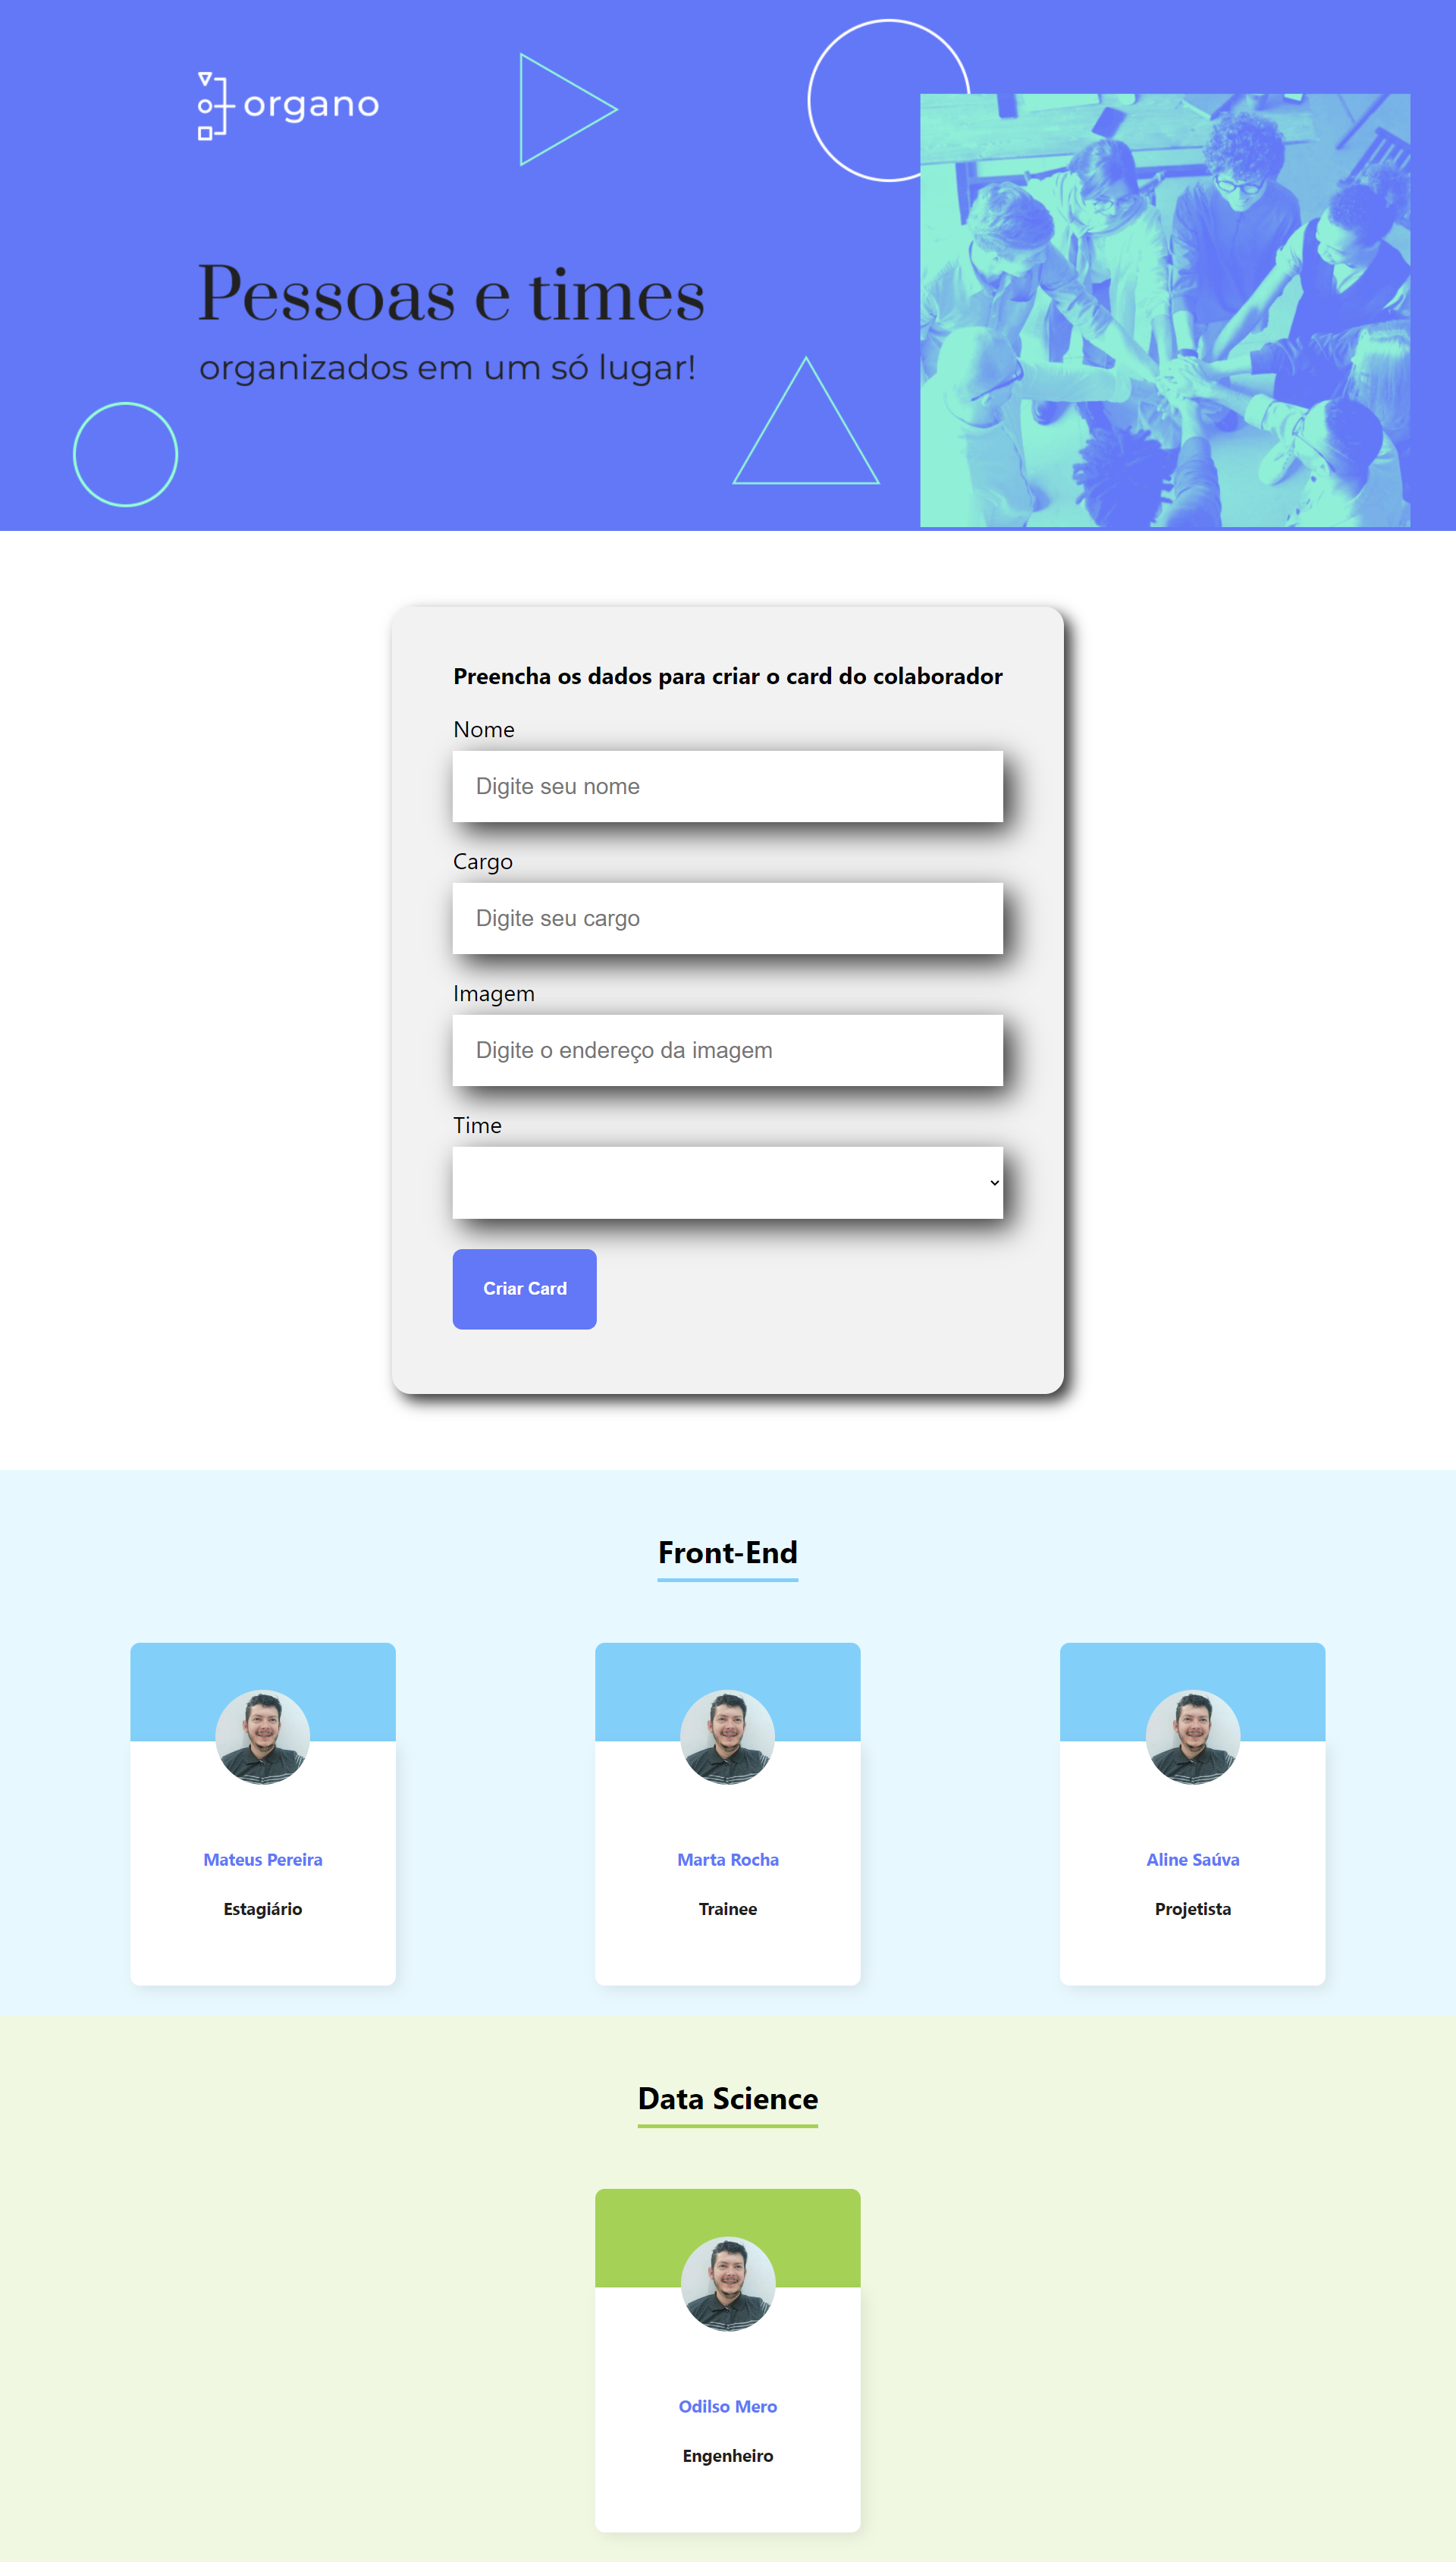 organo
Pessoas e times
organizados em um só lugar!
Preencha os dados para criar o card do colaborador
Nome
Digite seu nome
Cargo
Digite seu cargo
Imagem
Digite o endereço da imagem
Time
Criar Card
Front-End
Mateus Pereira
Estagiário
Marta Rocha
Trainee
Aline Saúva
Projetista
Data Science
Odilso Mero
Engenheiro